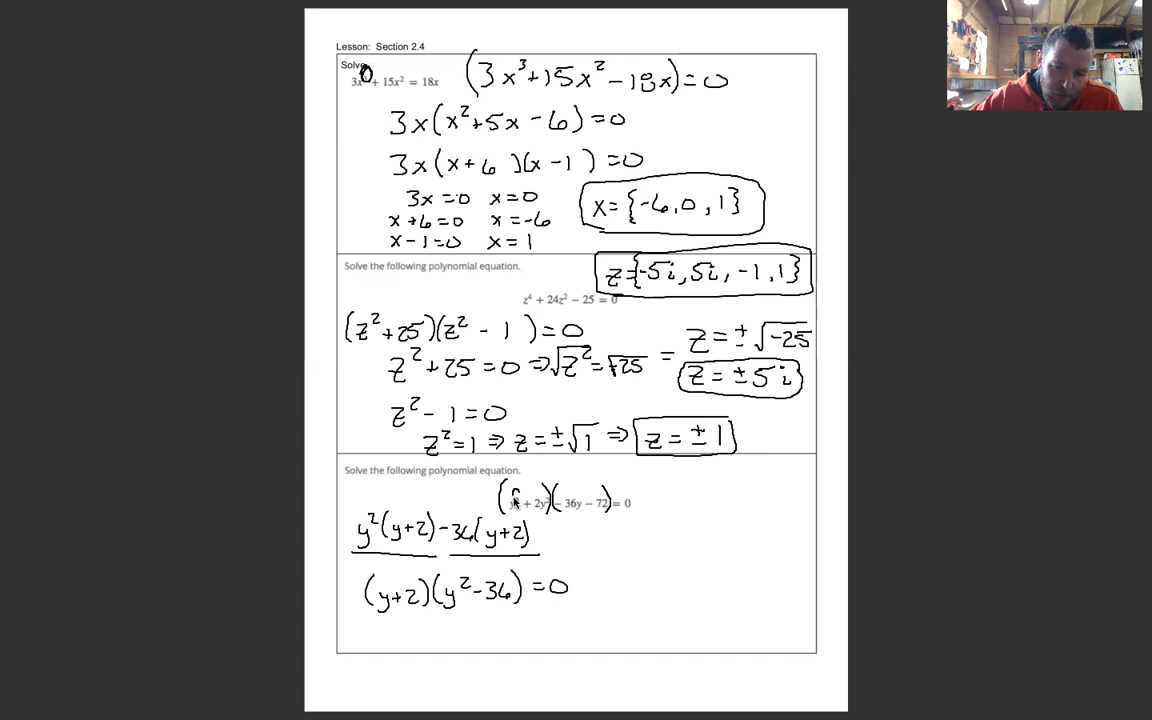 Lesson: Section 2.4
Solve
3x + 15x² = 18x (3x³+15x²-18x)=0
3x(x²+5x-6)=0
3x(x+6)(x-1)=0
3x=0 x=0
x+6=0 x=-6
x-1=0 x=1
x={-6,0,1}
Solve the following polynomial equation.
z={-5i,5i,-1,1}
z⁴ + 24z² − 25 = 0
(z²+25)(z²-1)=0
z²+25=0 ⇒ √z²=√-25 = z=±√-25
z=±5i
z²-1=0
z²=1 ⇒ z=±√1 ⇒ z=±1
Solve the following polynomial equation.
( )( )
+ 2y² − 36y − 72 = 0
y²(y+2)-36(y+2)
(y+2)(y²-36)=0